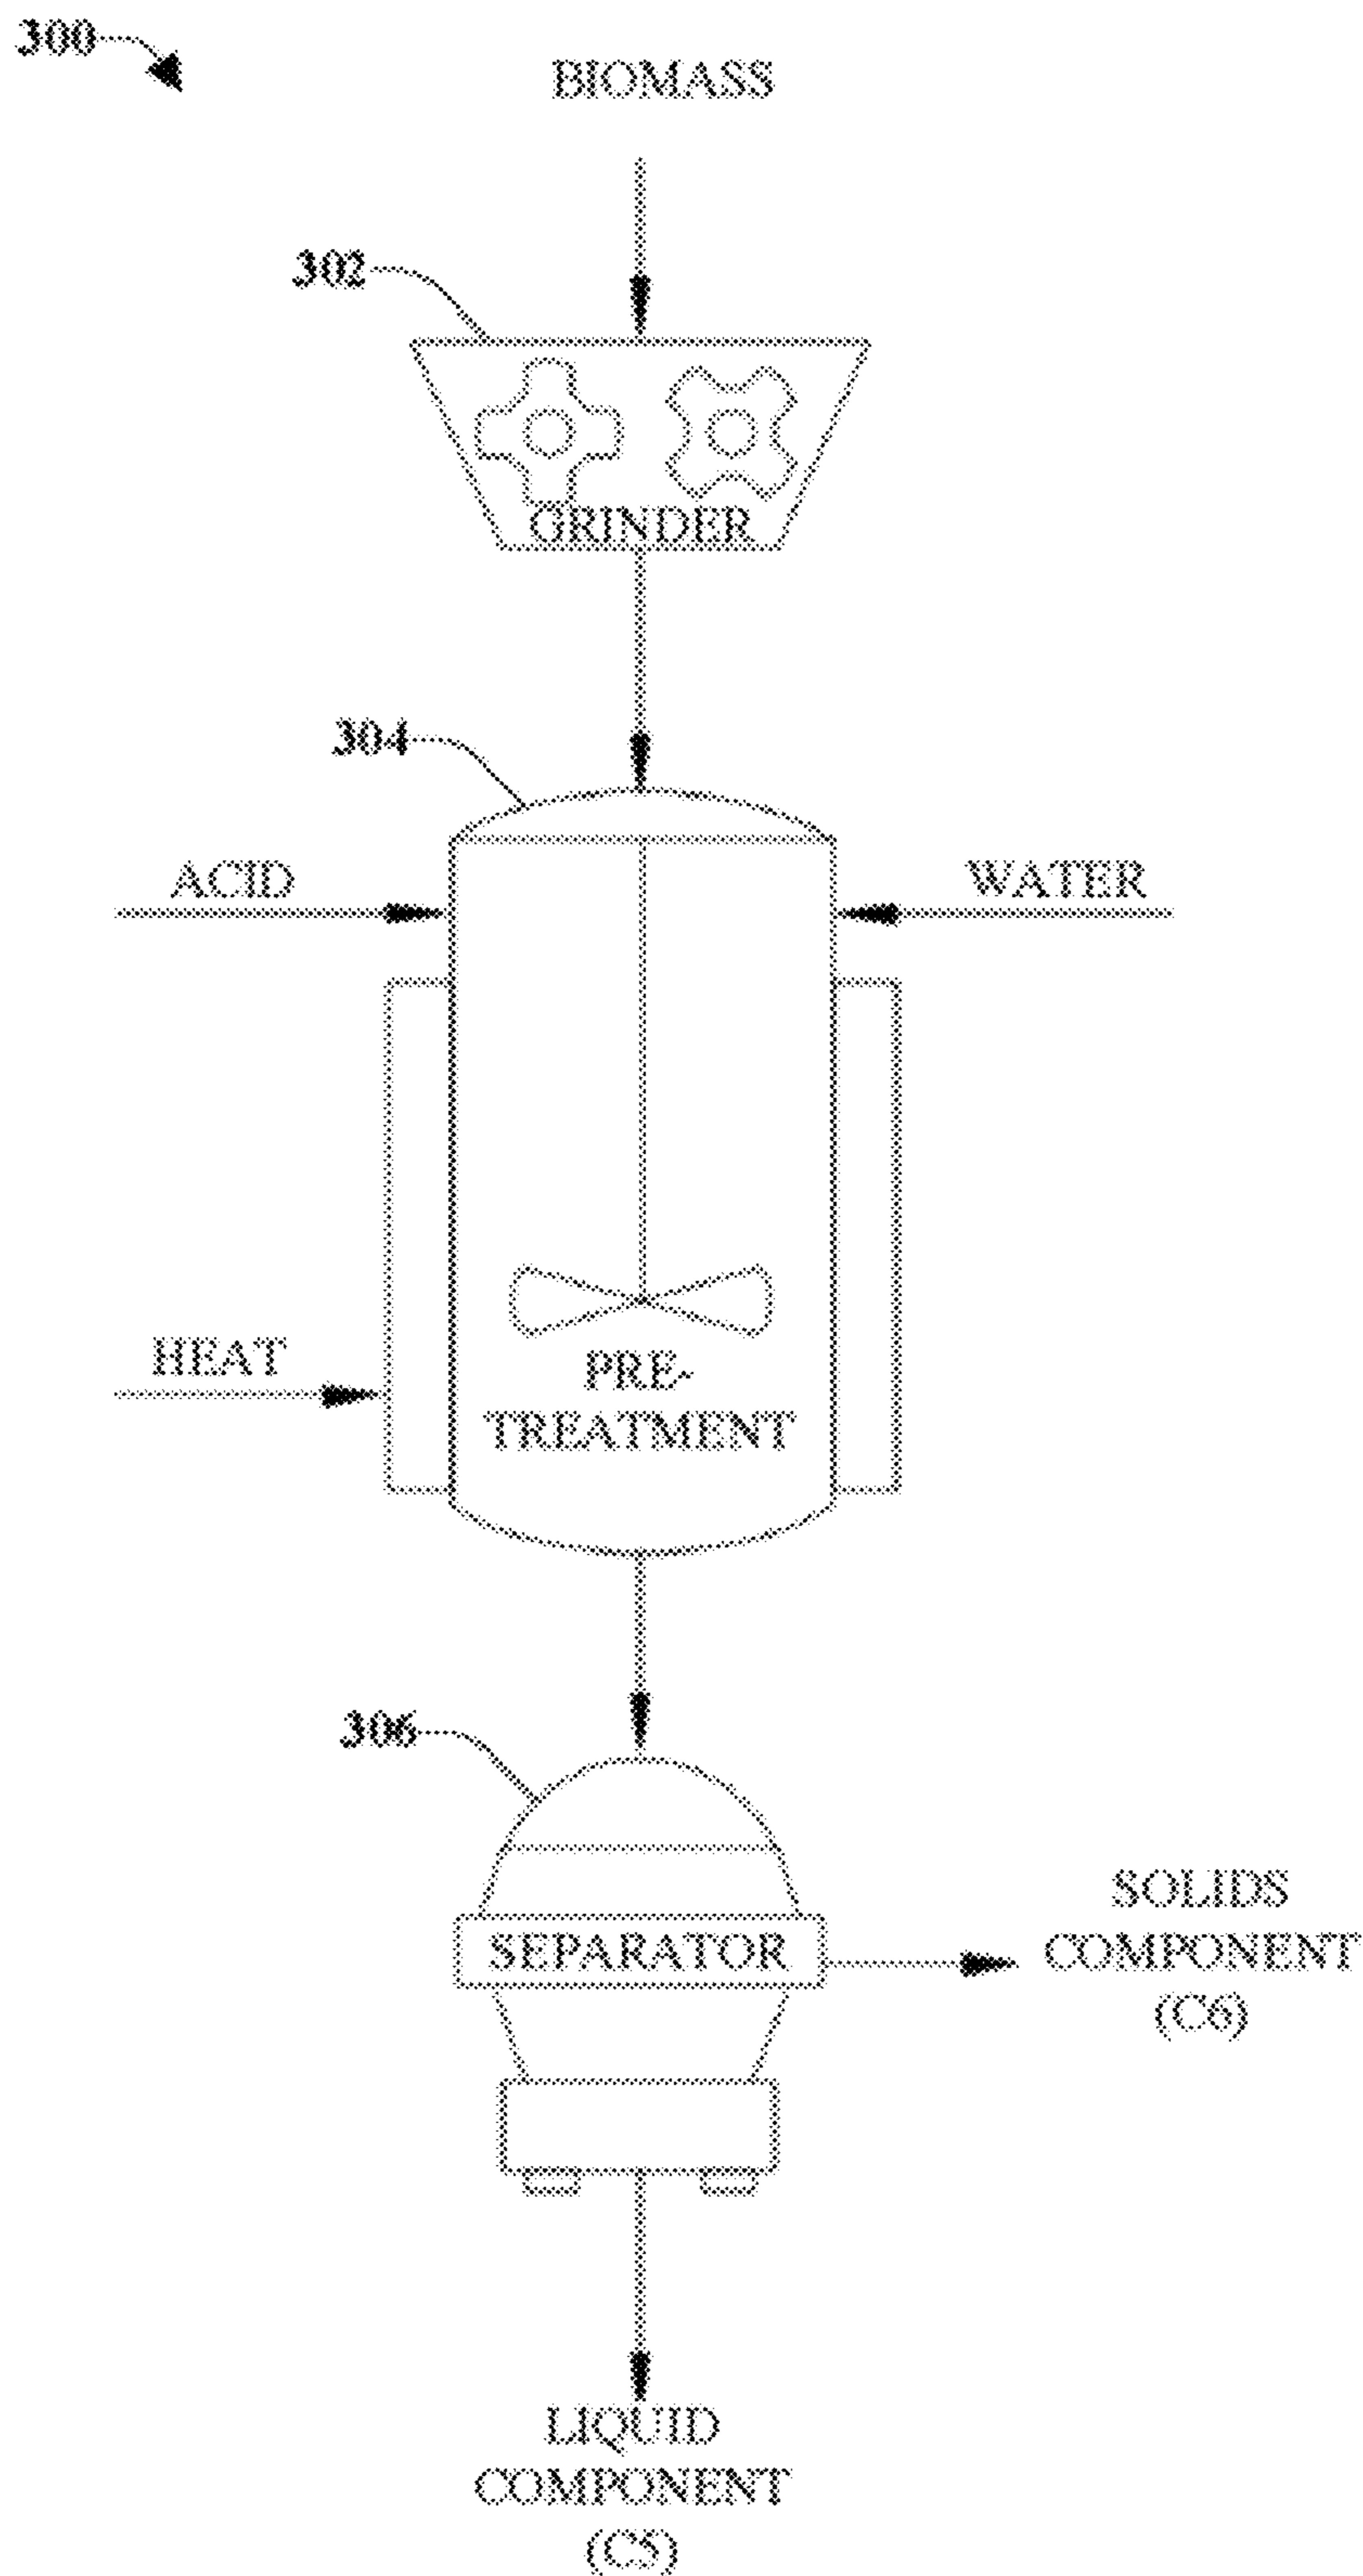 300
BIOMASS
302
GRINDER
304
ACID
WATER
HEAT
PRE-
TREATMENT
306
SEPARATOR
SOLIDS
COMPONENT
(C6)
LIQUID
COMPONENT
(C5)